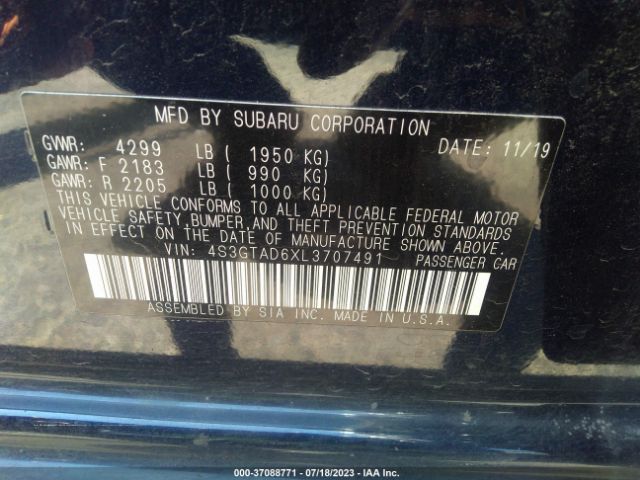 MFD BY SUBARU CORPORATION
GVWR: 4299 LB ( 1950 KG) DATE: 11/19
GAWR: F 2183 LB ( 990 KG)
GAWR: R 2205 LB ( 1000 KG)
THIS VEHICLE CONFORMS TO ALL APPLICABLE FEDERAL MOTOR
VEHICLE SAFETY, BUMPER, AND THEFT PREVENTION STANDARDS
IN EFFECT ON THE DATE OF MANUFACTURE SHOWN ABOVE.
VIN: 4S3GTAD6XL3707491 PASSENGER CAR
ASSEMBLED BY SIA INC. MADE IN U.S.A.
000-37088771 - 07/18/2023 - IAA Inc.